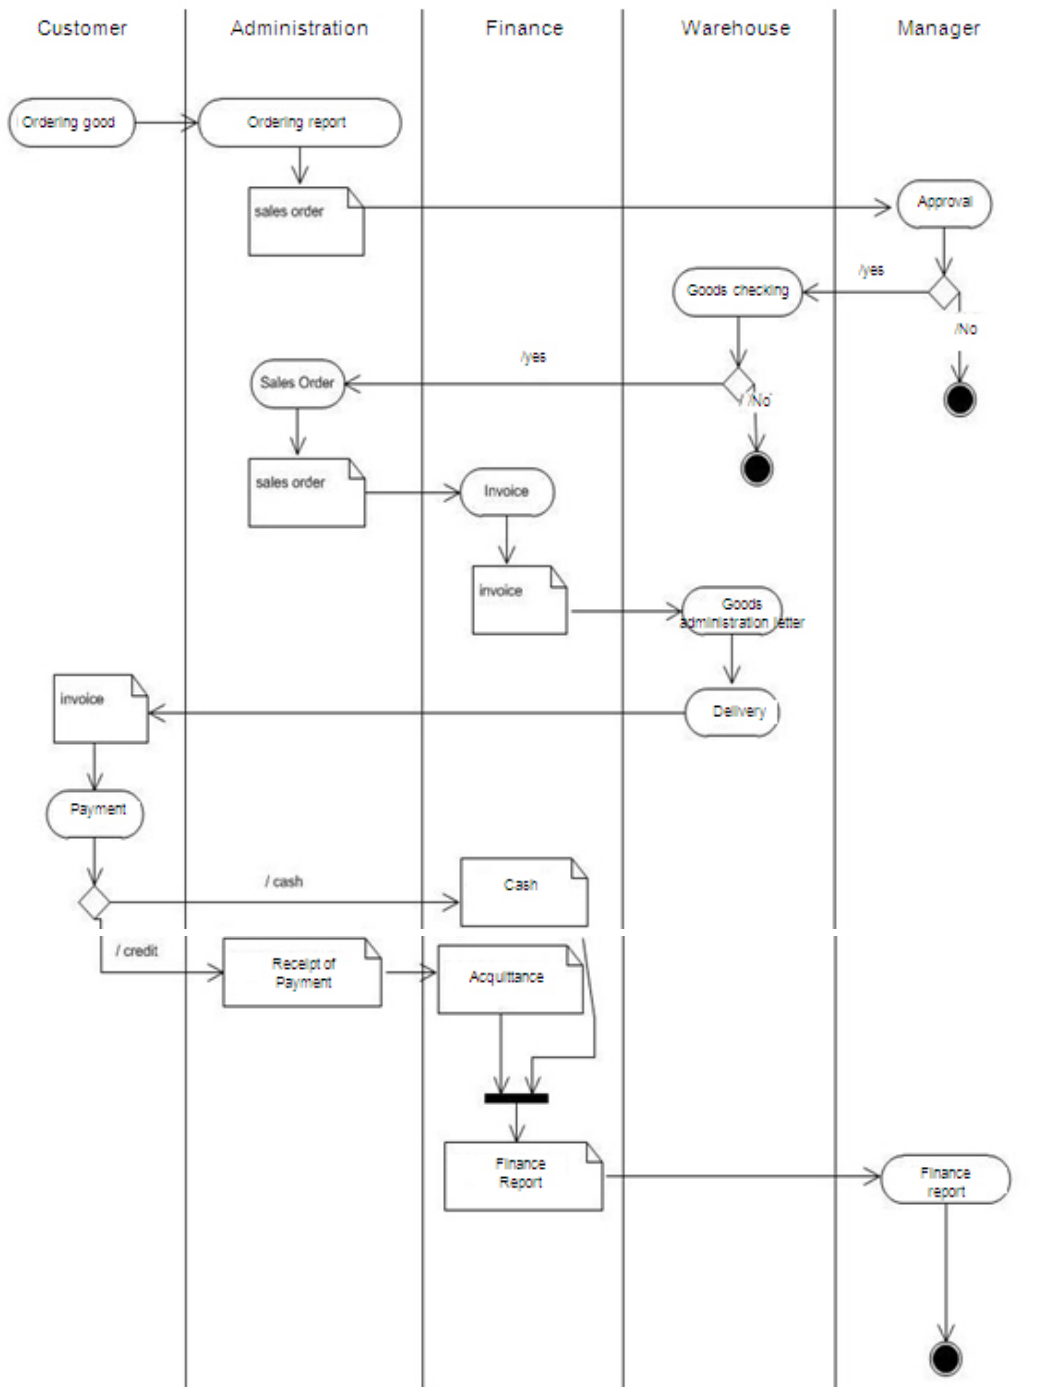 Customer
Administration
Finance
Warehouse
Manager
Ordering good
Ordering report
sales order
Approval
/yes
Goods checking
/No
/yes
Sales Order
/ /No
sales order
Invoice
invoice
Goods
administration letter
invoice
Delivery
Payment
/ cash
Cash
/ credit
Receipt of
Payment
Acquittance
Finance
Report
Finance
report